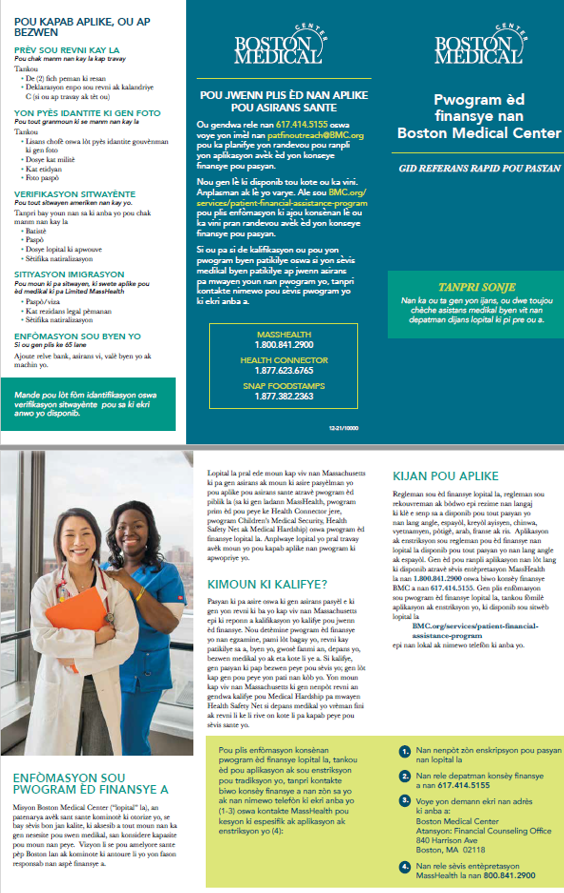 POU KAPAB APLIKE, OU AP
BEZWEN
PRÈV SOU REVNI KAY LA
Pou chak manm nan kay la kap travay
Tankou
• De (2) fich peman ki resan
• Deklarasyon enpo sou revni ak kalandriye
C (si ou ap travay ak tèt ou)
YON PYÈS IDANTITE KI GEN FOTO
Pou tout granmoun ki se manm nan kay la
Tankou
• Lisans chofè oswa lòt pyès idantite gouvènman
ki gen foto
• Dosye kat militè
• Kat etidyan
• Foto paspò
VERIFIKASYON SITWAYÈNTE
Pou tout sitwayen ameriken nan kay yo.
Tanpri bay youn nan sa ki anba yo pou chak
manm nan kay la
• Batistè
• Paspò
• Dosye lopital ki apwouve
• Sètifika natiralizasyon
SITIYASYON IMIGRASYON
Pou moun ki pa sitwayen, ki swete aplike pou
èd medikal ki pa Limited MassHealth
• Paspò/viza
• Kat rezidans legal pèmanan
• Sètifika natiralizasyon
ENFÒMASYON SOU BYEN YO
Si ou gen plis ke 65 lane
Ajoute relve bank, asirans vi, valè byen yo ak
machin yo.
Mande pou lòt fòm idantifikasyon oswa
verifikasyon sitwayènte pou sa ki ekri
anwo yo disponib.
BOSTON
MEDICAL
CENTER
POU JWENN PLIS ÈD NAN APLIKE
POU ASIRANS SANTE
Ou gendwa rele nan 617.414.5155 oswa
voye yon imèl nan patfinoutreach@BMC.org
pou ka planifye yon randevou pou ranpli
yon aplikasyon avèk èd yon konseye
finansye pou pasyan.
Nou gen lè ki disponib tou kote ou ka vini.
Anplasman ak lè yo varye. Ale sou BMC.org/
services/patient-financial-assistance-program
pou plis enfòmasyon ki ajou konsènan lè ou
ka vini pran randevou avèk èd yon konseye
finansye pou pasyan.
Si ou pa si de kalifikasyon ou pou yon
pwogram byen patikilye oswa si yon sèvis
medikal byen patikilye ap jwenn asirans
pa mwayen youn nan pwogram yo, tanpri
kontakte nimewo pou sèvis pwogram yo
ki ekri anba a.
MASSHEALTH
1.800.841.2900
HEALTH CONNECTOR
1.877.623.6765
SNAP FOODSTAMPS
1.877.382.2363
12-21/10000
BOSTON
MEDICAL
CENTER
Pwogram èd
finansye nan
Boston Medical Center
GID REFERANS RAPID POU PASYAN
TANPRI SONJE
Nan ka ou ta gen yon ijans, ou dwe toujou
chèche asistans medikal byen vit nan
depatman dijans lopital ki pi pre ou a.
ENFÒMASYON SOU
PWOGRAM ÈD FINANSYE A
Misyon Boston Medical Center ("lopital" la), an
patenarya avèk sant sante kominotè ki otorize yo, se
bay sèvis bon jan kalite, ki aksesib a tout moun nan ka
gen nesesite pou swen medikal, san konsidere kapasite
pou moun nan peye. Vizyon li se pou amelyore sante
pèp Boston lan ak kominote ki antoure li yo yon fason
responsab nan aspè finansye a.
Lopital la pral ede moun kap viv nan Massachusetts
ki pa gen asirans ak moun ki asire pasyèlman yo
pou aplike pou asirans sante atravè pwogram èd
piblik la (sa ki gen ladann MassHealth, pwogram
prim èd pou peye ke Health Connector jere,
pwogram Children's Medical Security, Health
Safety Net ak Medical Hardship) oswa pwogram èd
finansye lopital la. Anplwaye lopital yo pral travay
avèk moun yo pou kapab aplike nan pwogram ki
apwopriye yo.
KIMOUN KI KALIFYE?
Pasyan ki pa asire oswa ki gen asirans pasyèl e ki
gen yon revni ki ba yo kap viv nan Massachusetts
epi ki reponn a kalifikasyon yo kalifye pou jwenn
èd finansye. Nou detèmine pwogram èd finansye
yo nan egzamine, pami lòt bagay yo, revni kay
patikilye sa a, byen yo, gwosè fanmi an, depans yo,
bezwen medikal yo ak eta kote li ye a. Si kalifye,
gen pasyan ki pap bezwen peye pou sèvis yo; gen lòt
kap gen pou peye yon pati nan kòb yo. Yon moun
kap viv nan Massachusetts ki gen nenpòt revni an
gendwa kalifye pou Medical Hardship pa mwayen
Health Safety Net si depans medikal yo vrèman fini
ak revni li ke li rive on kote li pa kapab peye pou
sèvis sante yo.
KIJAN POU APLIKE
Regleman sou èd finansye lopital la, regleman sou
rekouvreman ak bòdwo epi rezime nan langaj
ki klè e senp sa a disponib pou tout pasyan yo
nan lang angle, espayòl, kreyòl ayisyen, chinwa,
vyetnamyen, pòtigè, arab, franse ak ris. Aplikasyon
ak enstriksyon sou regleman pou èd finansye nan
lopital la disponib pou tout pasyan yo nan lang angle
ak espayòl. Gen èd pou ranpli aplikasyon nan lòt lang
ki disponib atravè sèvis entèpretasyon MassHealth
la nan 1.800.841.2900 oswa biwo konsèy finansye
BMC a nan 617.414.5155. Gen plis enfòmasyon
sou pwogram èd finansye lopital la, tankou fòmilè
aplikasyon ak enstriksyon yo, ki disponib sou sitwèb
lopital la
BMC.org/services/patient-financial-
assistance-program
epi nan lokal ak nimewo telefòn ki anba yo.
Pou plis enfòmasyon konsènan
pwogram èd finansye lopital la, tankou
èd pou aplikasyon ak sou enstriksyon
pou tradiksyon yo, tanpri kontakte
biwo konsèy finansye a nan zòn sa yo
ak nan nimewo telefòn ki ekri anba yo
(1-3) oswa kontakte MassHealth pou
kesyon ki espesifik ak aplikasyon ak
enstriksyon yo (4):
1. Nan nenpòt zòn enskripsyon pou pasyan
nan lopital la
2. Nan rele depatman konsèy finansye
a nan 617.414.5155
3. Voye yon demann ekri nan adrès
ki anba a:
Boston Medical Center
Atansyon: Financial Counseling Office
840 Harrison Ave
Boston, MA 02118
4. Nan rele sèvis entèpretasyon
MassHealth la nan 800.841.2900